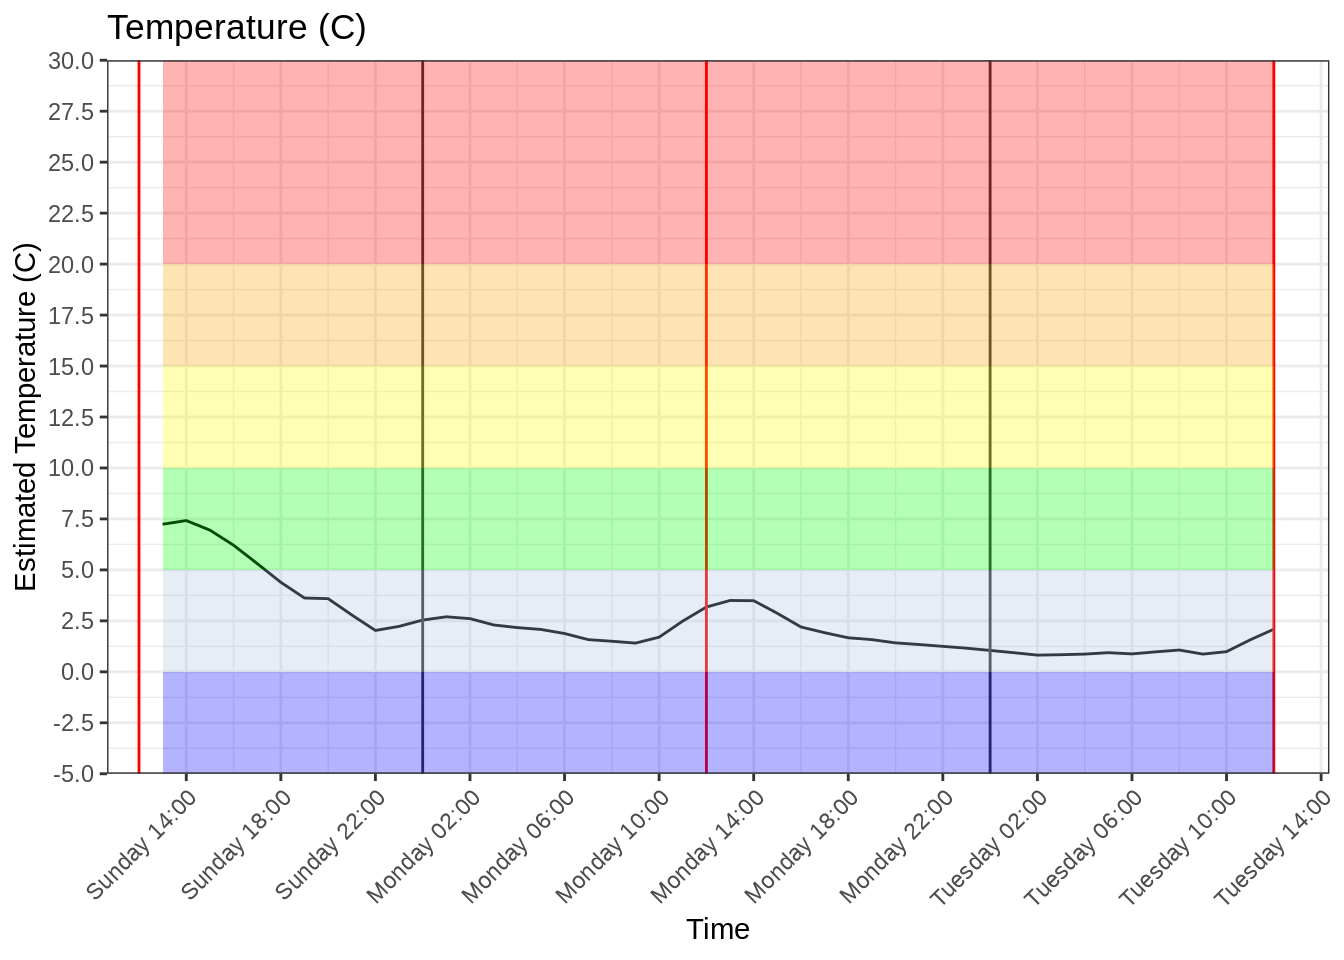 Temperature (C)
Estimated Temperature (C)
30.0
27.5
25.0
22.5
20.0
17.5
15.0
12.5
10.0
7.5
5.0
2.5
0.0
-2.5
-5.0
Sunday 14:00
Sunday 18:00
Sunday 22:00
Monday 02:00
Monday 06:00
Monday 10:00
Monday 14:00
Monday 18:00
Monday 22:00
Tuesday 02:00
Tuesday 06:00
Tuesday 10:00
Tuesday 14:00
Time